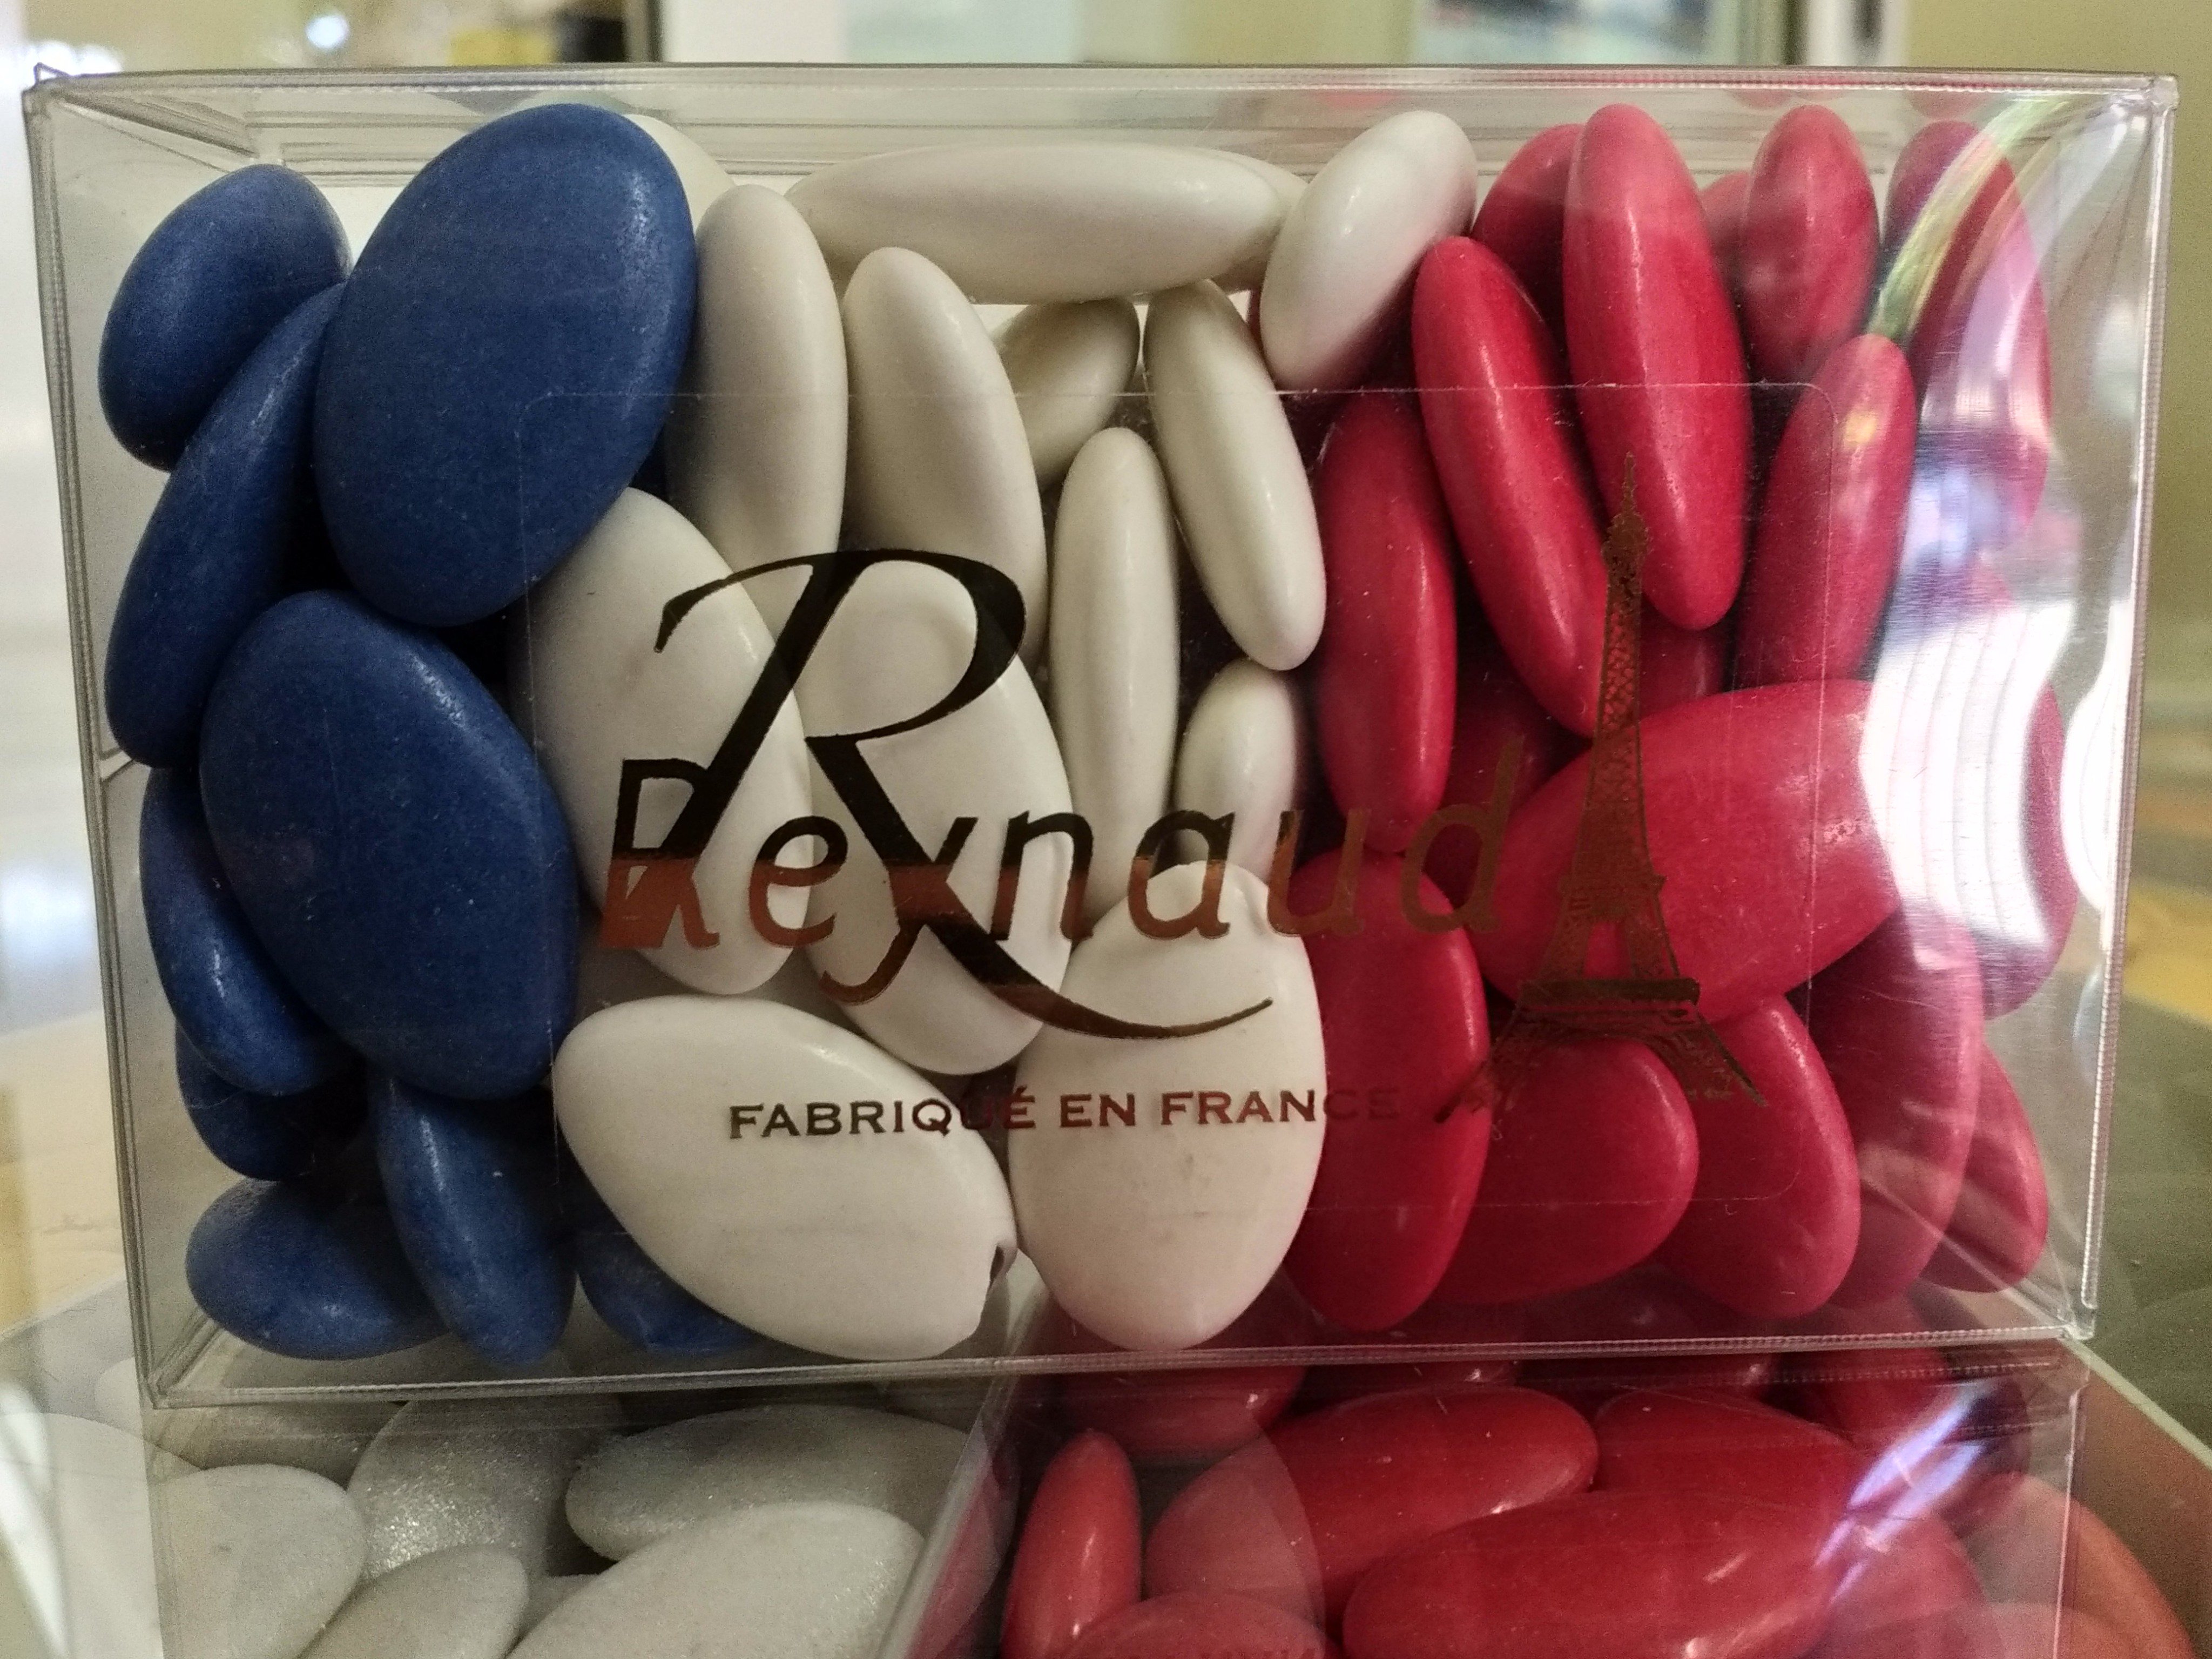 R
Reynaud
FABRIQUÉ EN FRANCE